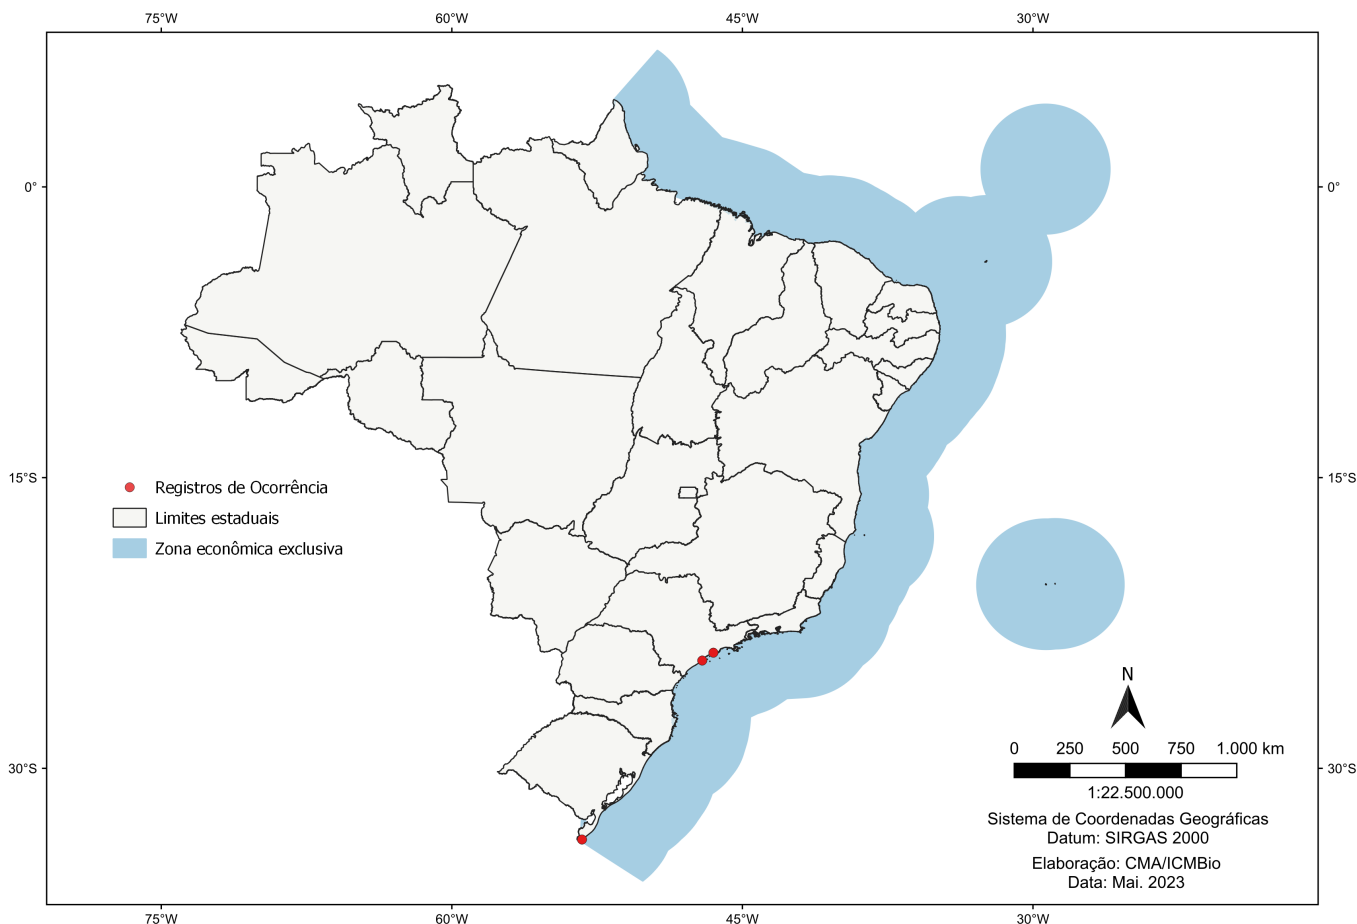 75°W 60°W 45°W 30°W
0° 0°
15°S 15°S
Registros de Ocorrência
Limites estaduais
Zona econômica exclusiva
N
0 250 500 750 1.000 km
30°S 30°S
1:22.500.000
Sistema de Coordenadas Geográficas
Datum: SIRGAS 2000
Elaboração: CMA/ICMBio
Data: Mai. 2023
75°W 60°W 45°W 30°W